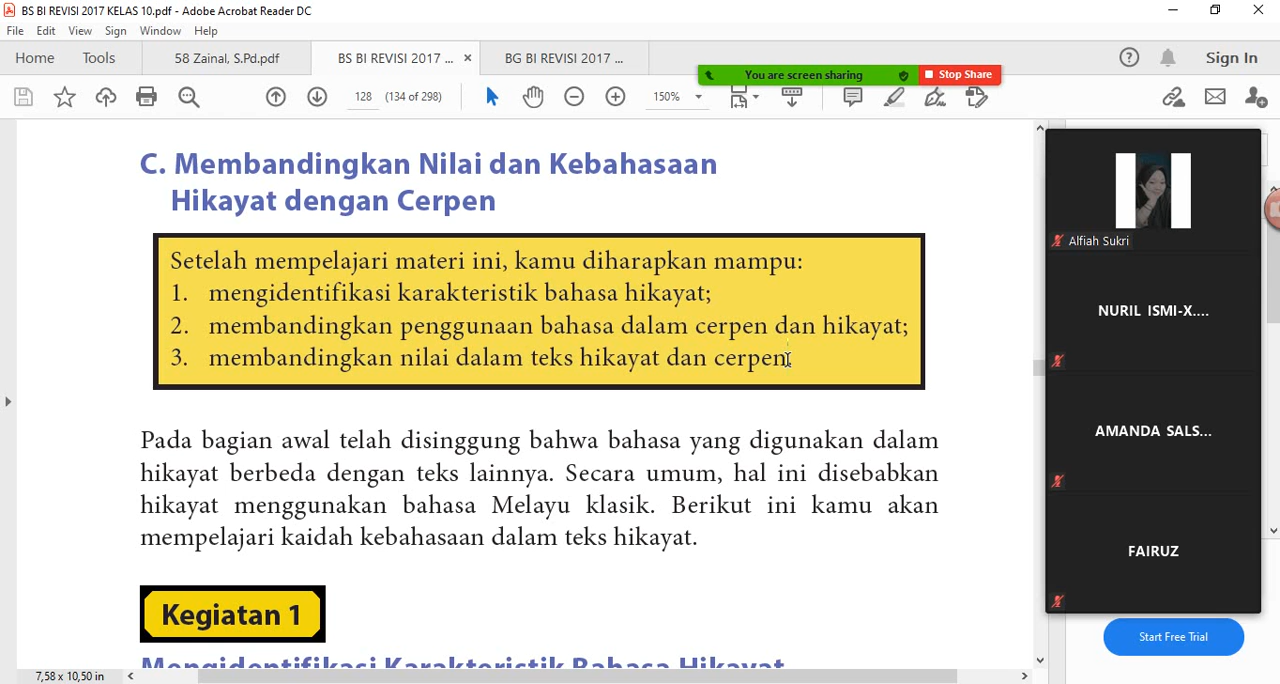 BS BI REVISI 2017 KELAS 10.pdf - Adobe Acrobat Reader DC
File Edit View Sign Window Help
Home Tools 58 Zainal, S.Pd.pdf BS BI REVISI 2017 ... × BG BI REVISI 2017 ... Sign In
You are screen sharing Stop Share
128 (134 of 298) 150%
C. Membandingkan Nilai dan Kebahasaan
Hikayat dengan Cerpen
Setelah mempelajari materi ini, kamu diharapkan mampu:
1. mengidentifikasi karakteristik bahasa hikayat;
2. membandingkan penggunaan bahasa dalam cerpen dan hikayat;
3. membandingkan nilai dalam teks hikayat dan cerpen.
Pada bagian awal telah disinggung bahwa bahasa yang digunakan dalam
hikayat berbeda dengan teks lainnya. Secara umum, hal ini disebabkan
hikayat menggunakan bahasa Melayu klasik. Berikut ini kamu akan
mempelajari kaidah kebahasaan dalam teks hikayat.
Kegiatan 1
Mengidentifikasi Karakteristik Bahasa Hikayat
7,58 x 10,50 in
Alfiah Sukri
NURIL ISMI-X....
AMANDA SALS...
FAIRUZ
Start Free Trial